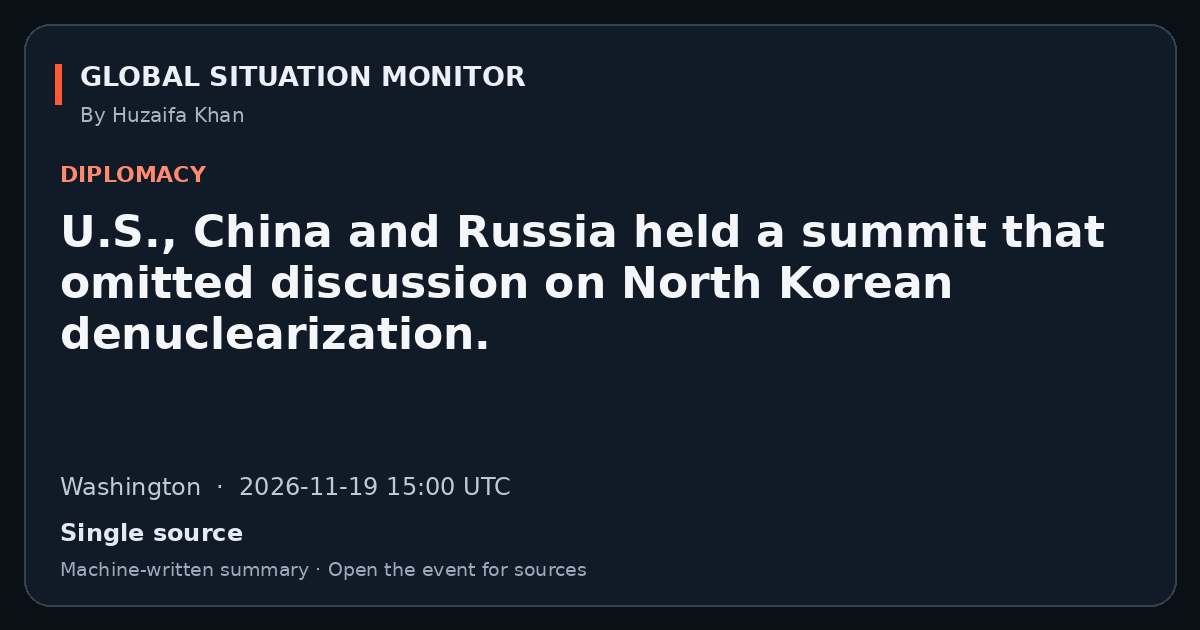 GLOBAL SITUATION MONITOR
By Huzaifa Khan
DIPLOMACY
U.S., China and Russia held a summit that
omitted discussion on North Korean
denuclearization.
Washington · 2026-11-19 15:00 UTC
Single source
Machine-written summary · Open the event for sources